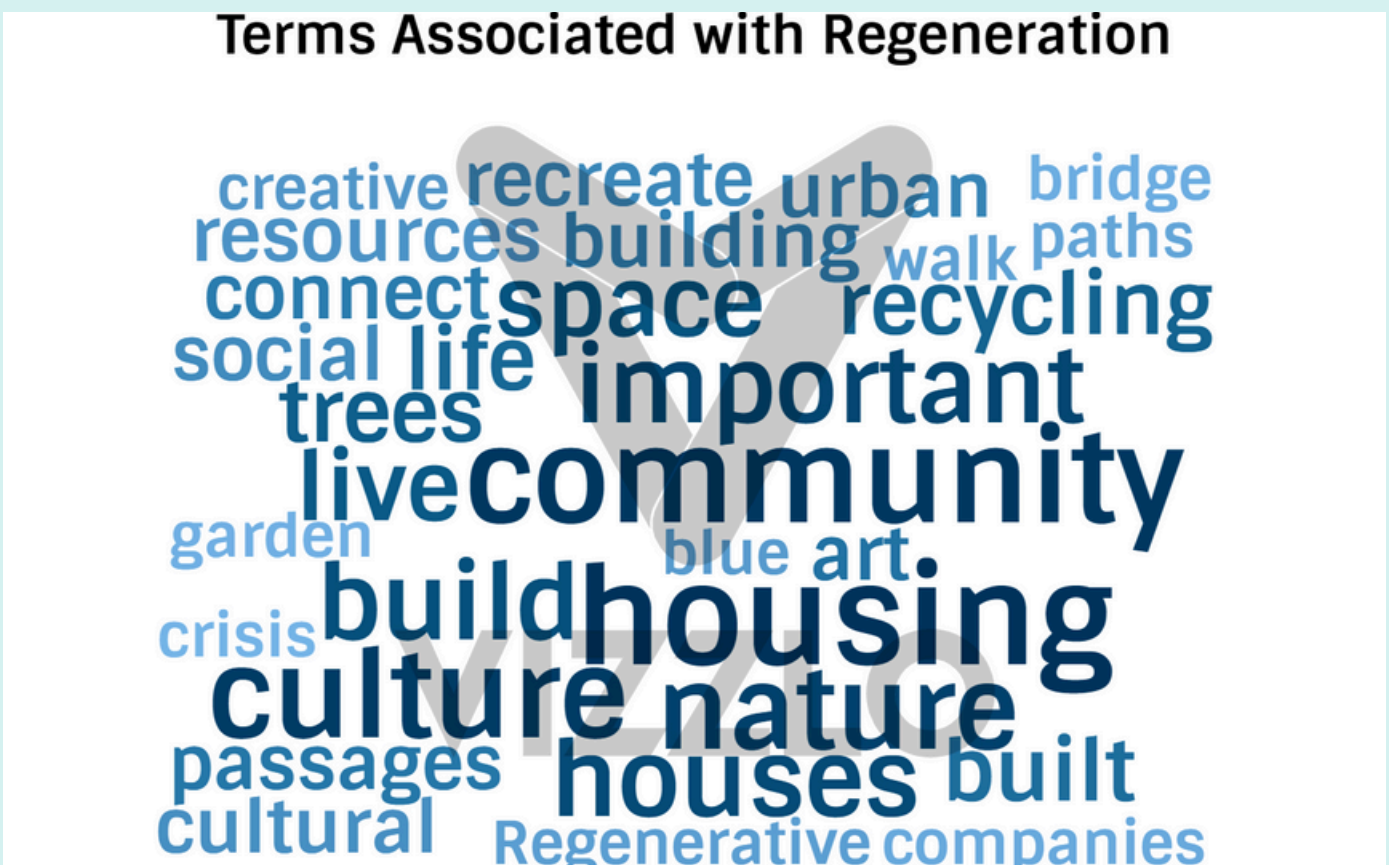 Terms Associated with Regeneration
creative recreate urban bridge
resources building walk paths
connect space recycling
social life important
trees
live community
garden blue art
build housing
crisis
culture nature
passages houses built
cultural Regenerative companies
VIZZLO